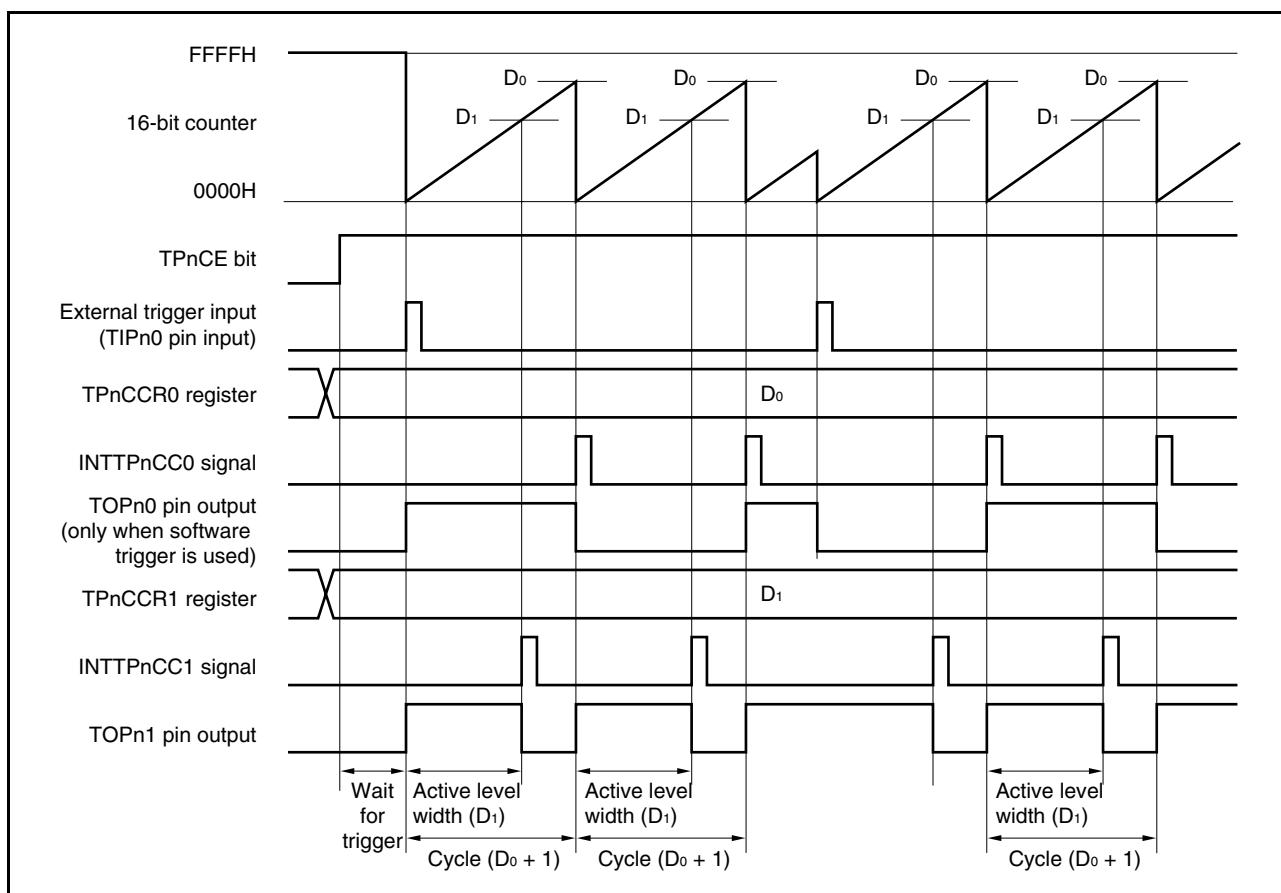 FFFFH
D₀ D₀ D₀ D₀
16-bit counter
D₁ D₁ D₁ D₁
0000H
TPnCE bit
External trigger input
(TIPn0 pin input)
TPnCCR0 register
D₀
INTTPnCC0 signal
TOPn0 pin output
(only when software
trigger is used)
TPnCCR1 register
D₁
INTTPnCC1 signal
TOPn1 pin output
Wait
for
trigger
Active level
width (D₁)
Active level
width (D₁)
Active level
width (D₁)
Cycle (D₀ + 1)
Cycle (D₀ + 1)
Cycle (D₀ + 1)